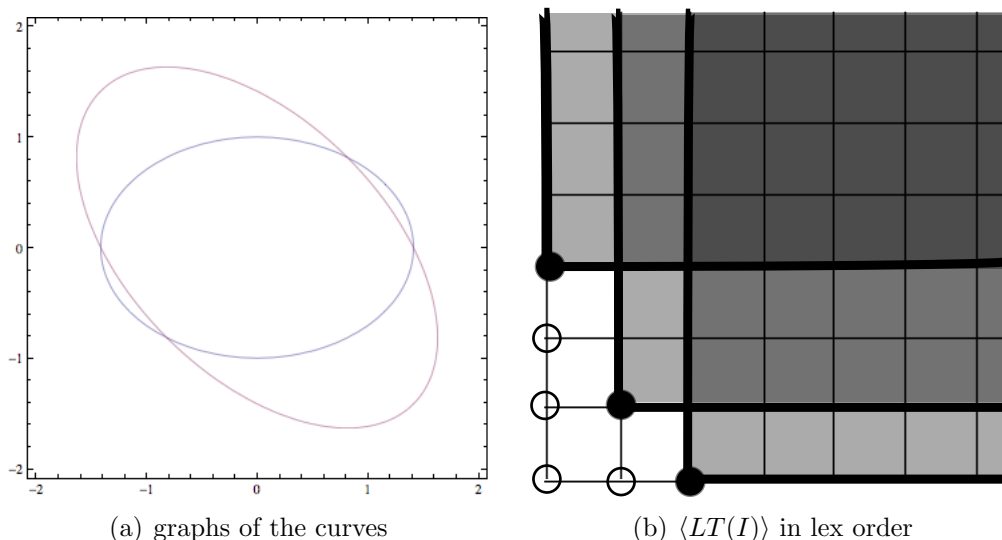 2
1
0
−1
−2
−2 −1 0 1 2
(a) graphs of the curves (b) ⟨LT(I)⟩ in lex order